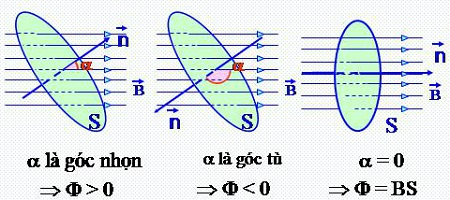 n
α
B
S
α là góc nhọn
⇒ Φ > 0
α
B
n
S
α là góc tù
⇒ Φ < 0
n
B
S
α = 0
⇒ Φ = BS